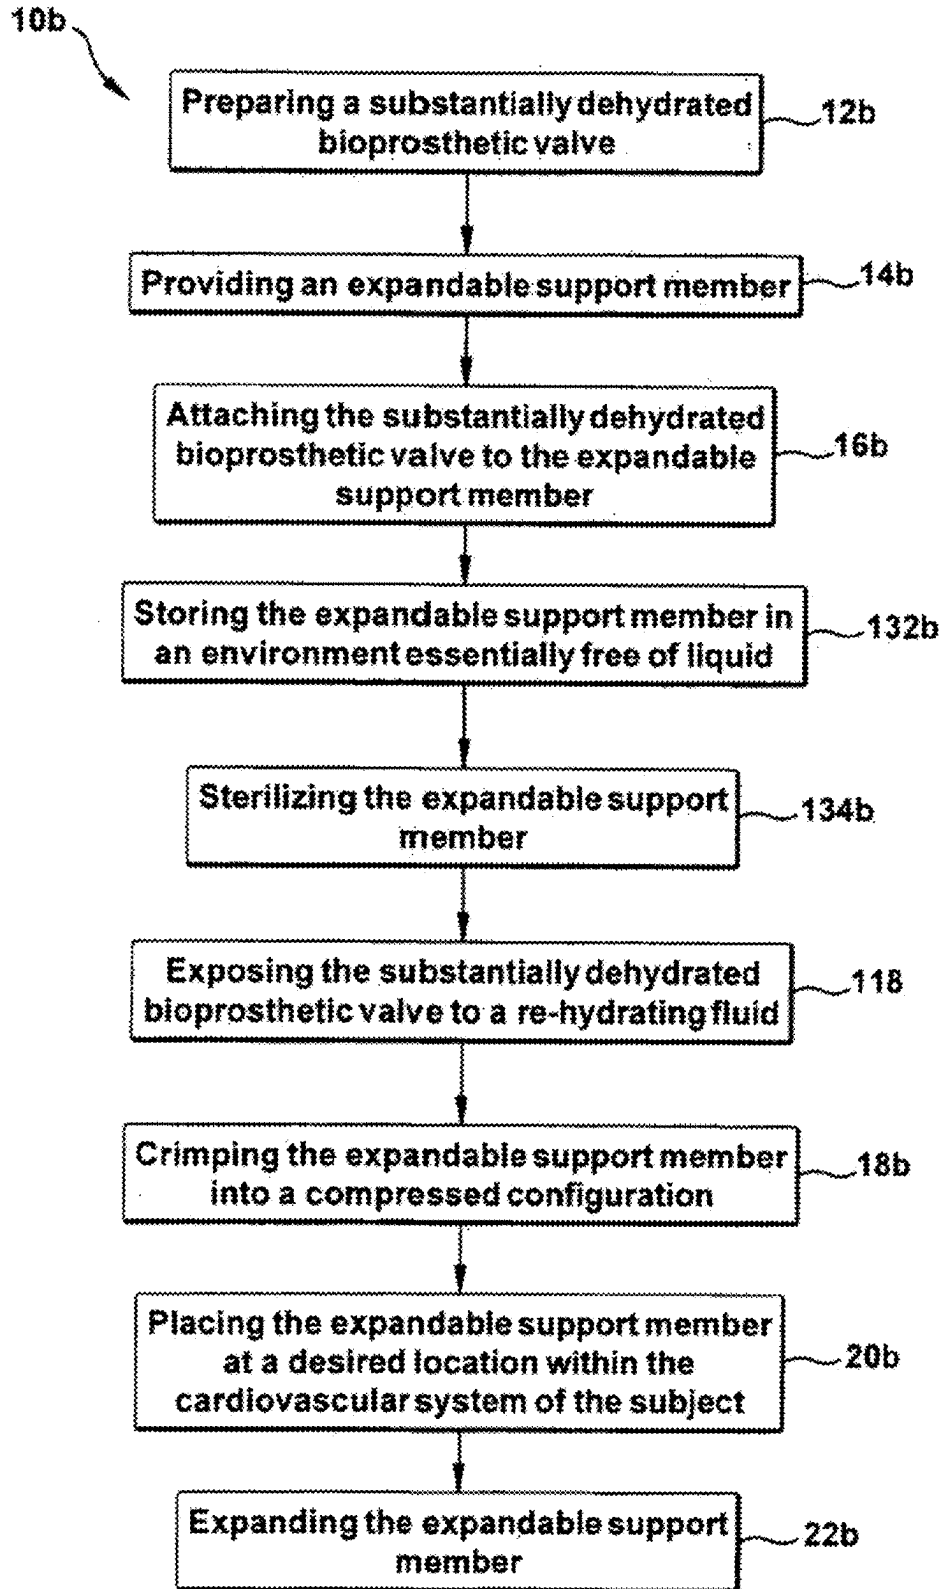 10b
Preparing a substantially dehydrated
bioprosthetic valve
12b
Providing an expandable support member
14b
Attaching the substantially dehydrated
bioprosthetic valve to the expandable
support member
16b
Storing the expandable support member in
an environment essentially free of liquid
132b
Sterilizing the expandable support
member
134b
Exposing the substantially dehydrated
bioprosthetic valve to a re-hydrating fluid
118
Crimping the expandable support member
into a compressed configuration
18b
Placing the expandable support member
at a desired location within the
cardiovascular system of the subject
20b
Expanding the expandable support
member
22b